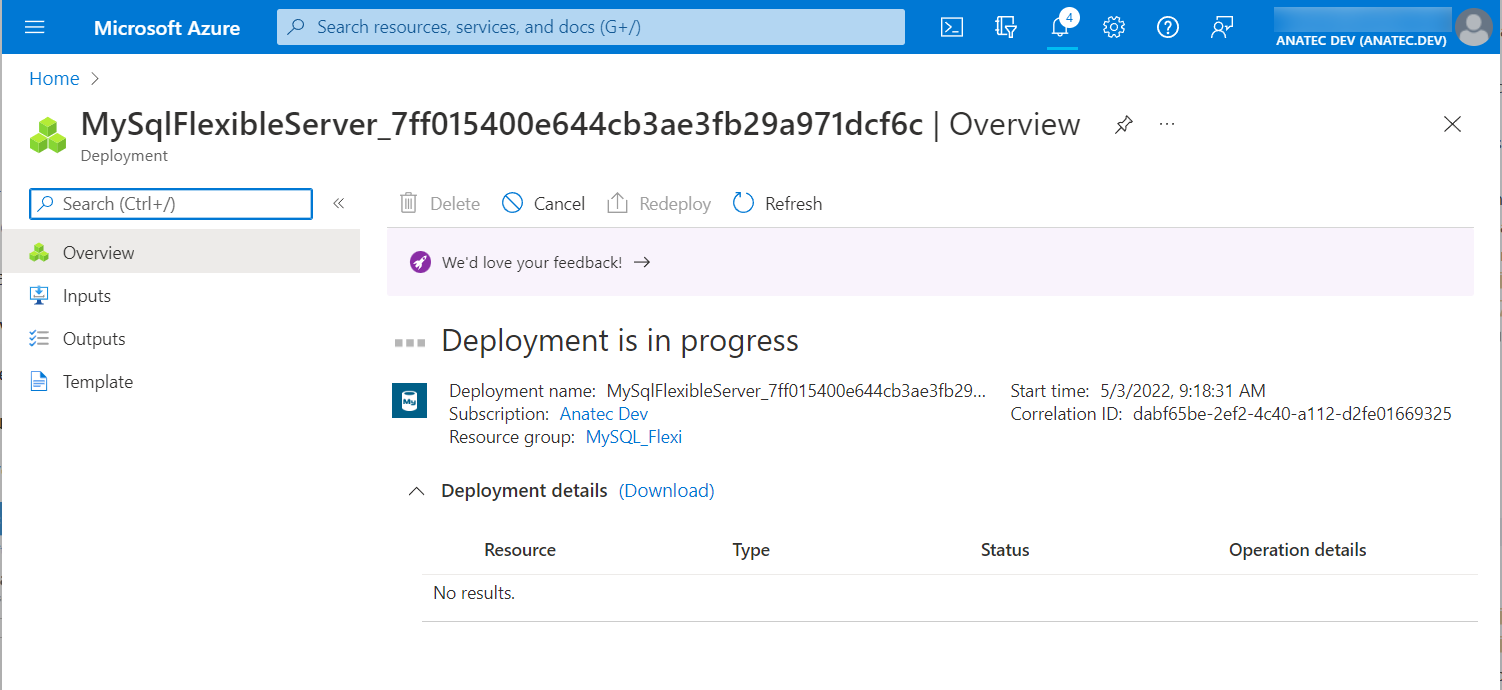 Microsoft Azure
Search resources, services, and docs (G+/)
4
ANATEC DEV (ANATEC.DEV)
Home
MySqlFlexibleServer_7ff015400e644cb3ae3fb29a971dcf6c | Overview
Deployment
Search (Ctrl+/)
Delete
Cancel
Redeploy
Refresh
Overview
Inputs
Outputs
Template
We'd love your feedback!
Deployment is in progress
My
Deployment name: MySqlFlexibleServer_7ff015400e644cb3ae3fb29...
Subscription: Anatec Dev
Resource group: MySQL_Flexi
Start time: 5/3/2022, 9:18:31 AM
Correlation ID: dabf65be-2ef2-4c40-a112-d2fe01669325
Deployment details (Download)
Resource Type Status Operation details
No results.